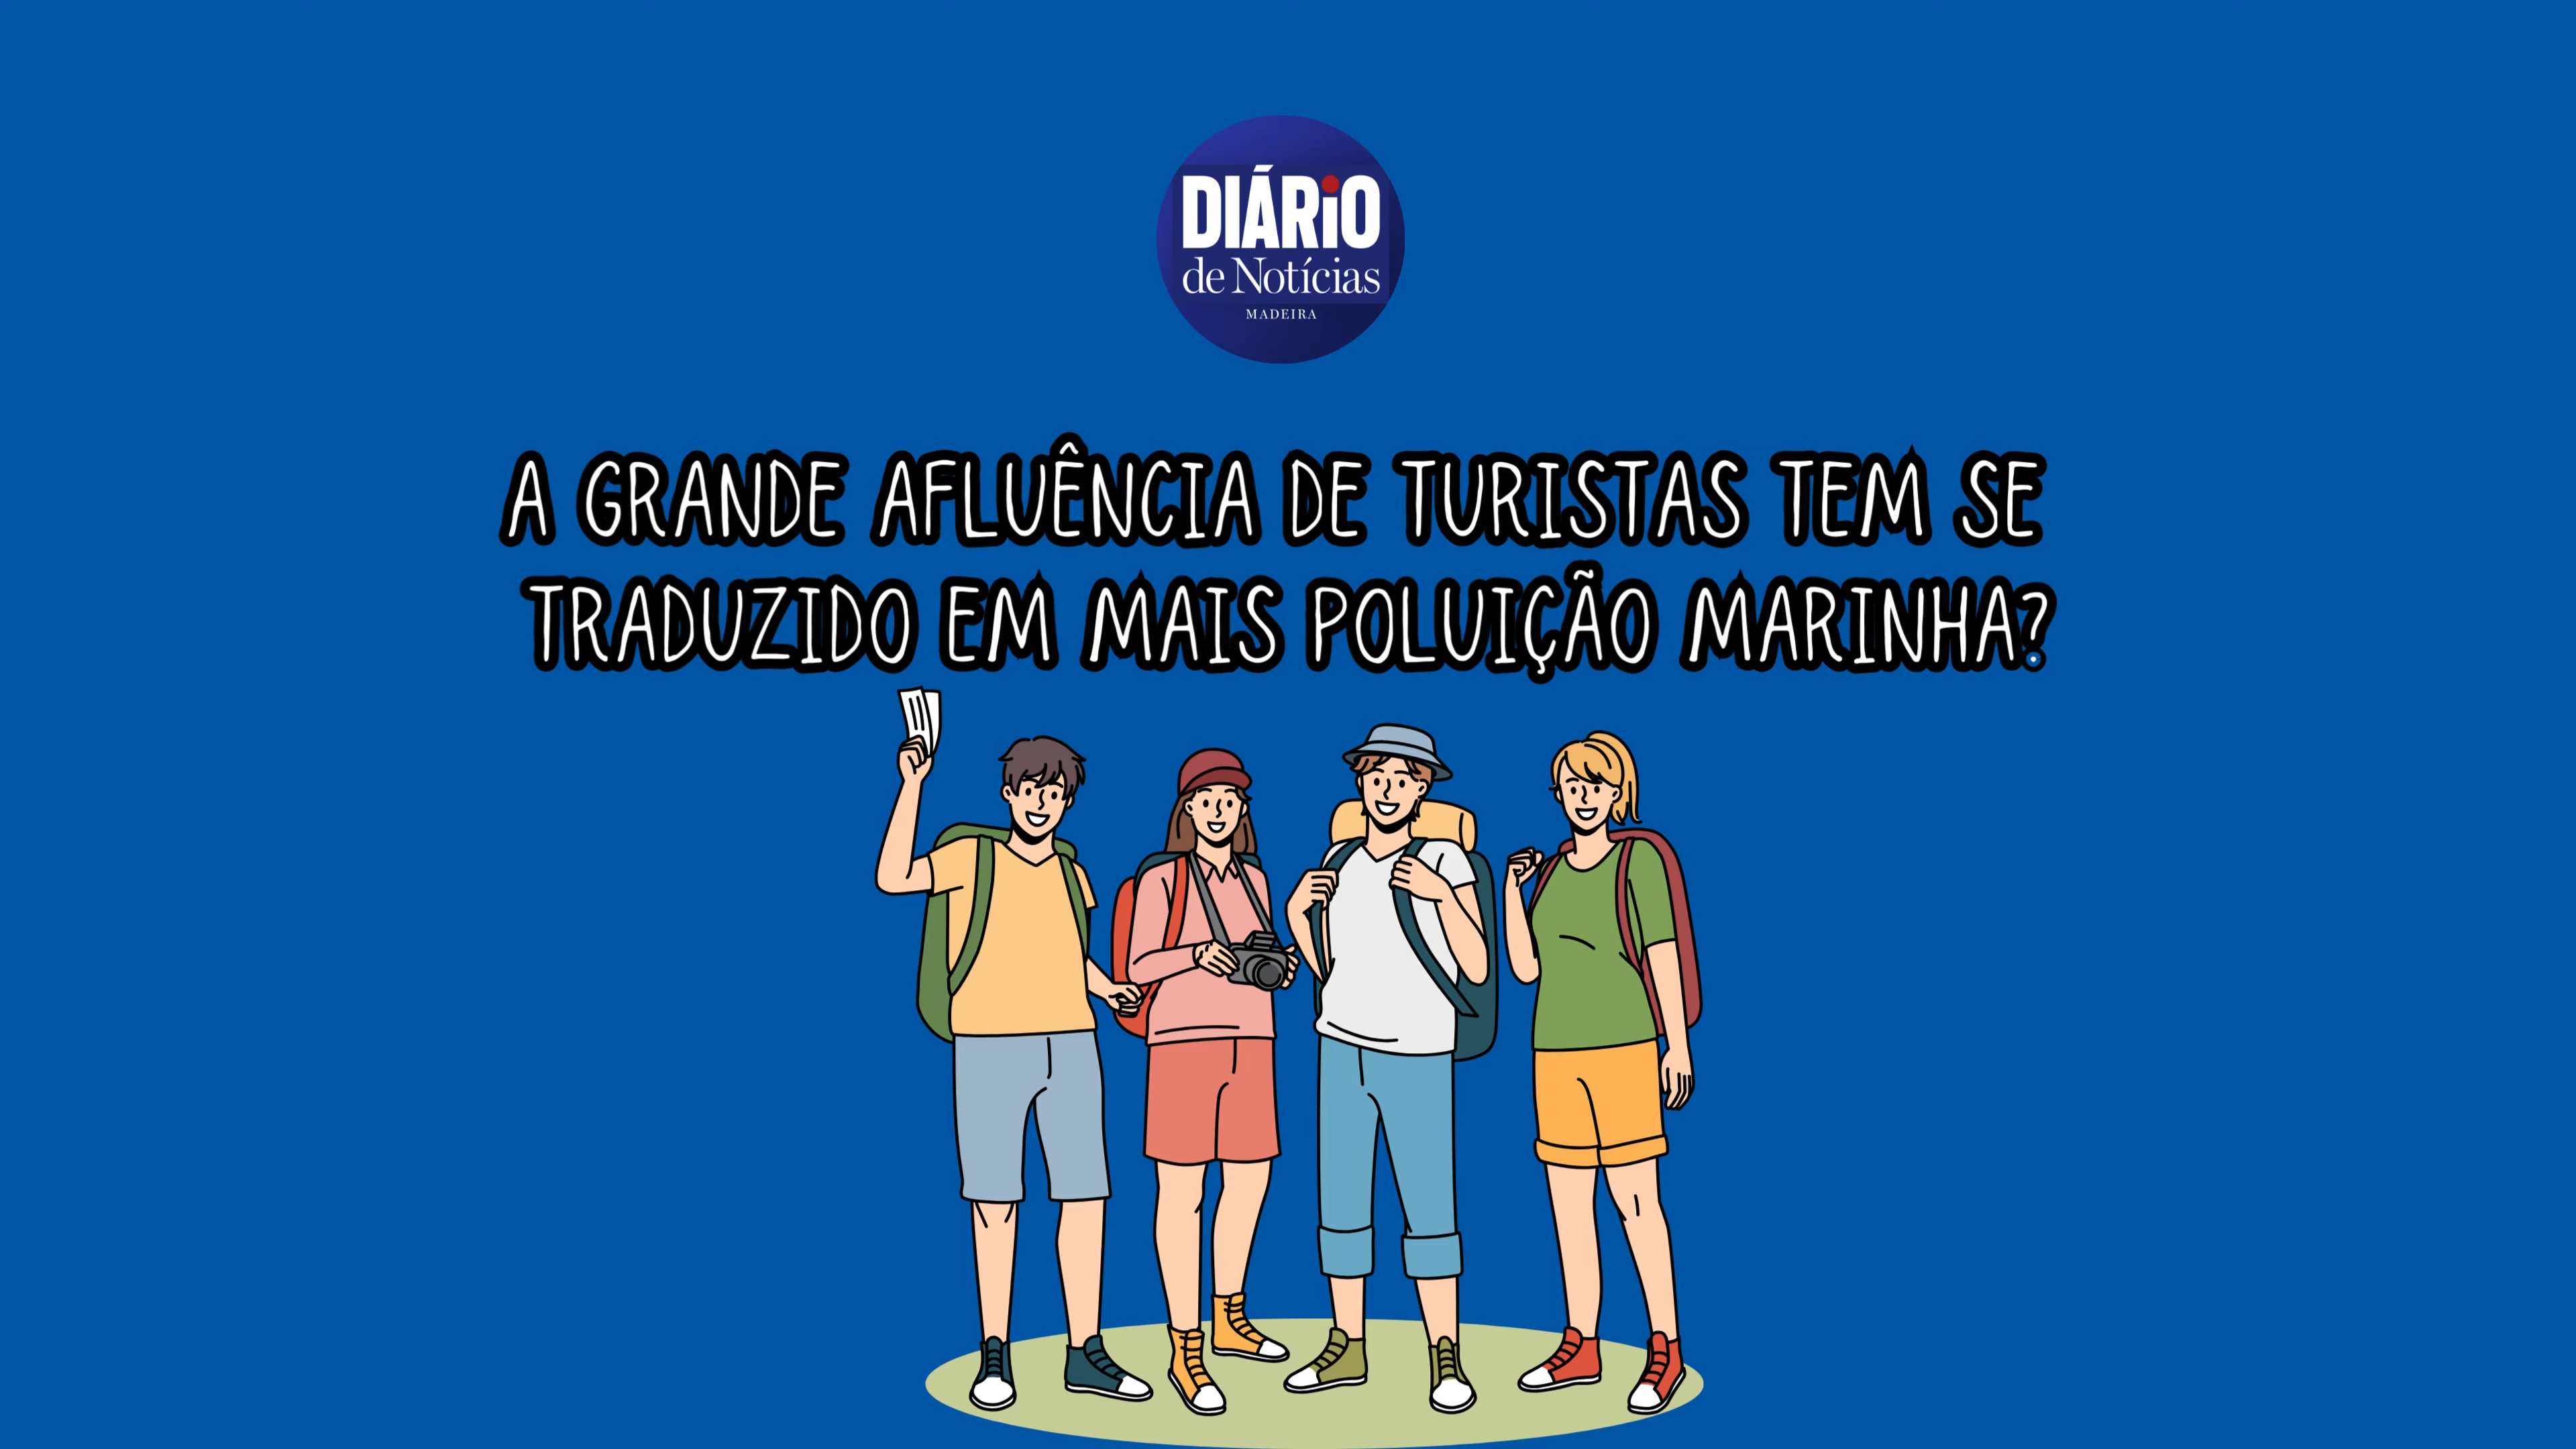 DIÁRiO
de Notícias
MADEIRA
A GRANDE AFLUÊNCIA DE TURISTAS TEM SE
TRADUZIDO EM MAIS POLUIÇÃO MARINHA?